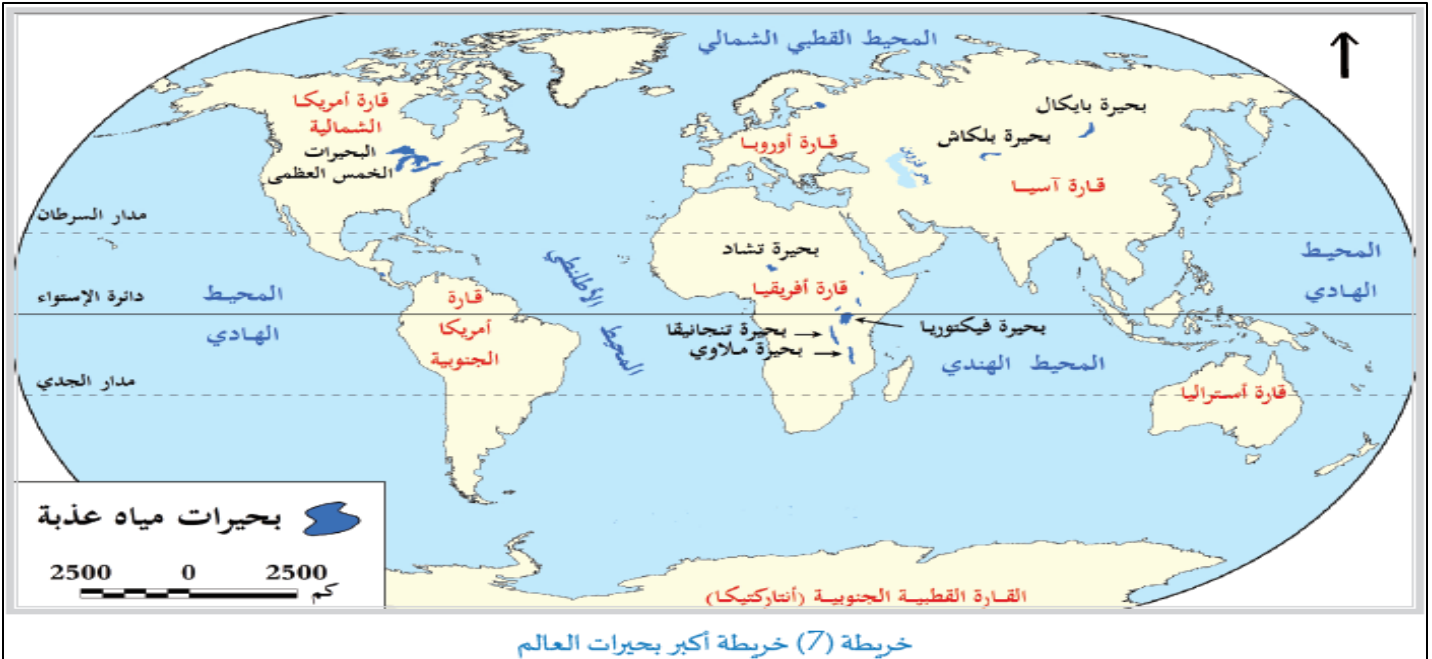 المحيط القطبي الشمالي
قارة أمريكا
الشمالية
البحيرات
الخمس العظمى
قارة أوروبا
بحيرة بايكال
بحيرة بلكاش
بحر قزوين
قارة آسيا
مدار السرطان
بحيرة تشاد
قارة أفريقيا
المحيط
الأطلنطي
المحيط
الهادي
دائرة الإستواء
المحيط
الهادي
قارة
أمريكا
الجنوبية
بحيرة فيكتوريا
بحيرة تنجانيقا
بحيرة ملاوي
المحيط الهندي
مدار الجدي
قارة أستراليا
بحيرات مياه عذبة
2500 0 2500
كم
القارة القطبية الجنوبية (أنتاركتيكا)
خريطة (7) خريطة أكبر بحيرات العالم